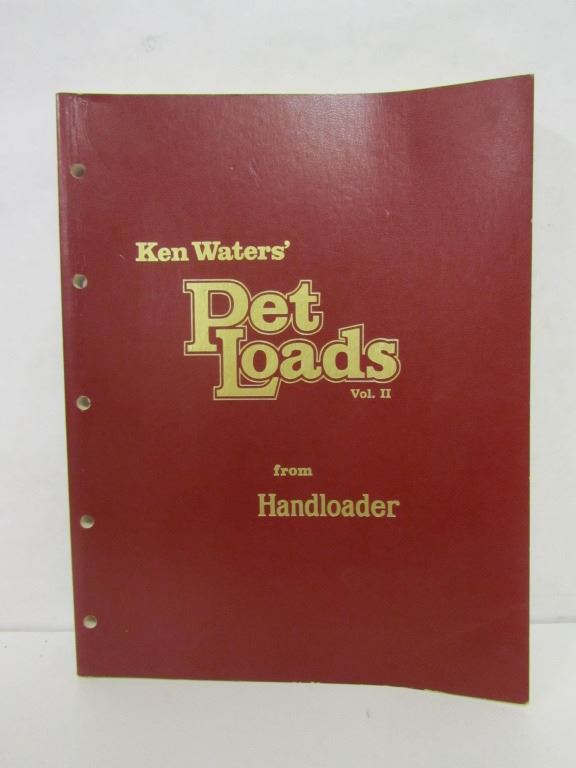 Ken Waters'
Pet
Loads
Vol. II
from
Handloader